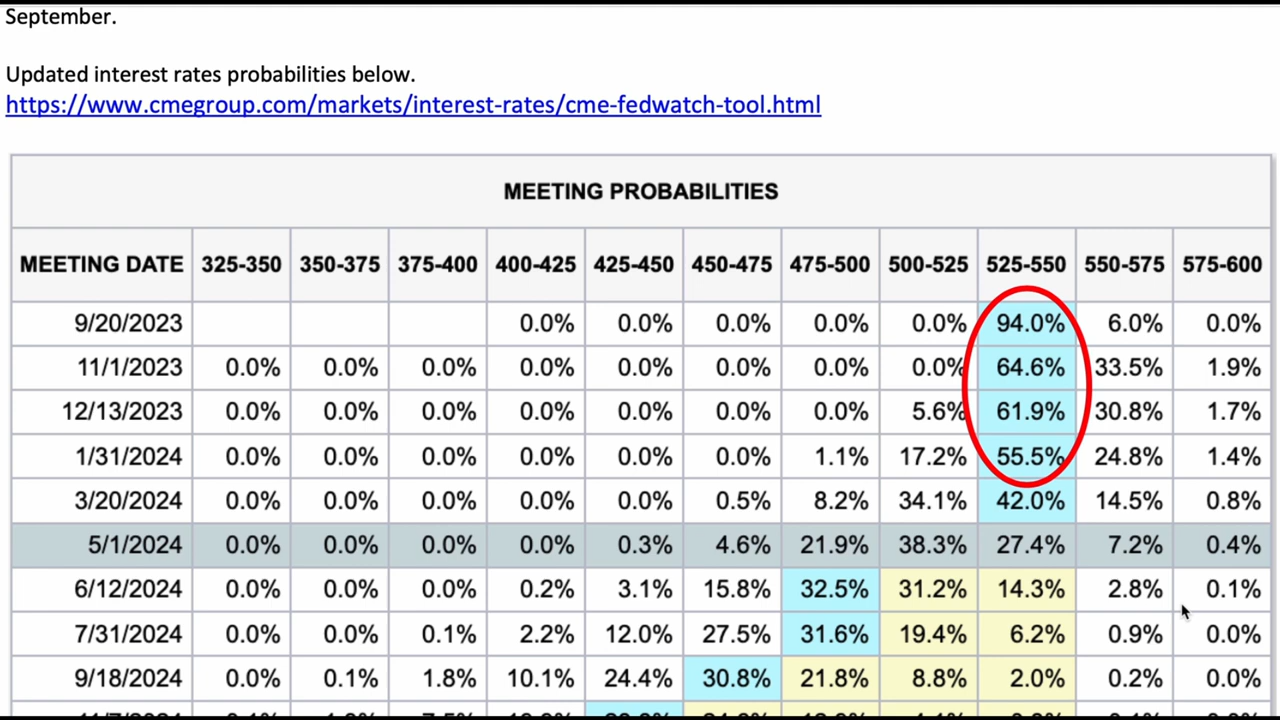 September.
Updated interest rates probabilities below.
https://www.cmegroup.com/markets/interest-rates/cme-fedwatch-tool.html
MEETING PROBABILITIES
MEETING DATE 325-350 350-375 375-400 400-425 425-450 450-475 475-500 500-525 525-550 550-575 575-600
9/20/2023 0.0% 0.0% 0.0% 0.0% 0.0% 94.0% 6.0% 0.0%
11/1/2023 0.0% 0.0% 0.0% 0.0% 0.0% 0.0% 0.0% 0.0% 64.6% 33.5% 1.9%
12/13/2023 0.0% 0.0% 0.0% 0.0% 0.0% 0.0% 0.0% 5.6% 61.9% 30.8% 1.7%
1/31/2024 0.0% 0.0% 0.0% 0.0% 0.0% 0.0% 1.1% 17.2% 55.5% 24.8% 1.4%
3/20/2024 0.0% 0.0% 0.0% 0.0% 0.0% 0.5% 8.2% 34.1% 42.0% 14.5% 0.8%
5/1/2024 0.0% 0.0% 0.0% 0.0% 0.3% 4.6% 21.9% 38.3% 27.4% 7.2% 0.4%
6/12/2024 0.0% 0.0% 0.0% 0.2% 3.1% 15.8% 32.5% 31.2% 14.3% 2.8% 0.1%
7/31/2024 0.0% 0.0% 0.1% 2.2% 12.0% 27.5% 31.6% 19.4% 6.2% 0.9% 0.0%
9/18/2024 0.0% 0.1% 1.8% 10.1% 24.4% 30.8% 21.8% 8.8% 2.0% 0.2% 0.0%